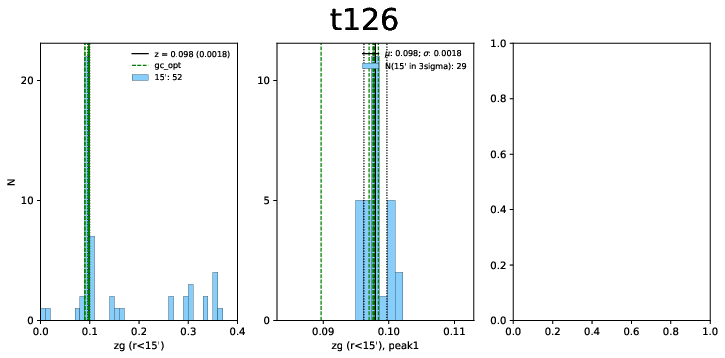 t126
z = 0.098 (0.0018)
gc_opt
15': 52
N
20
10
0
0.0 0.1 0.2 0.3 0.4
zg (r<15')
μ: 0.098; σ: 0.0018
N(15' in 3sigma): 29
10
5
0
0.09 0.10 0.11
zg (r<15'), peak1
1.0
0.8
0.6
0.4
0.2
0.0
0.0 0.2 0.4 0.6 0.8 1.0